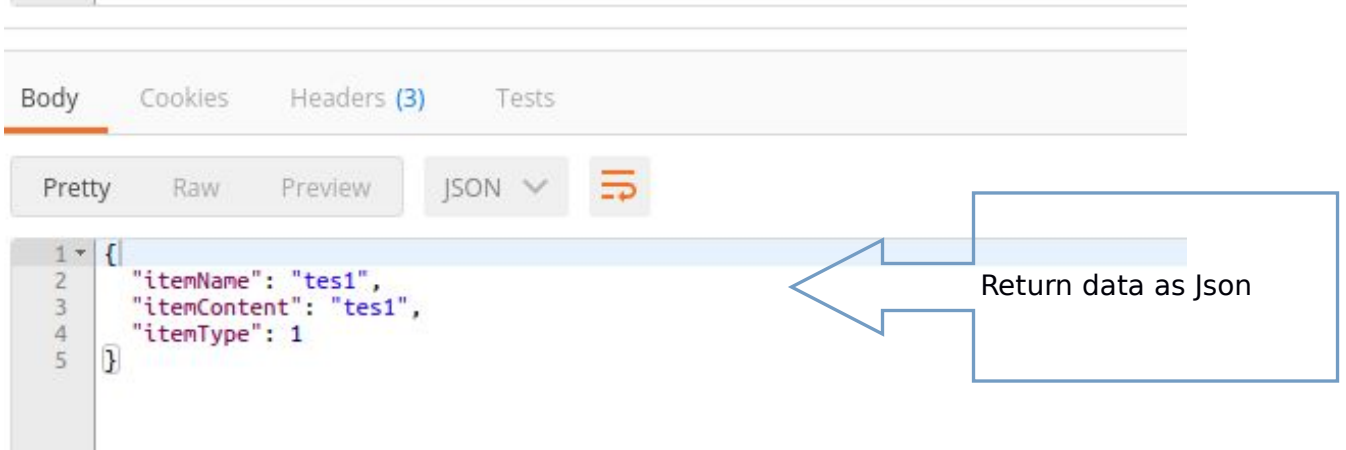 Body Cookies Headers (3) Tests
Pretty Raw Preview JSON
1 {
2 "itemName": "tes1",
3 "itemContent": "tes1",
4 "itemType": 1
5 }
Return data as Json